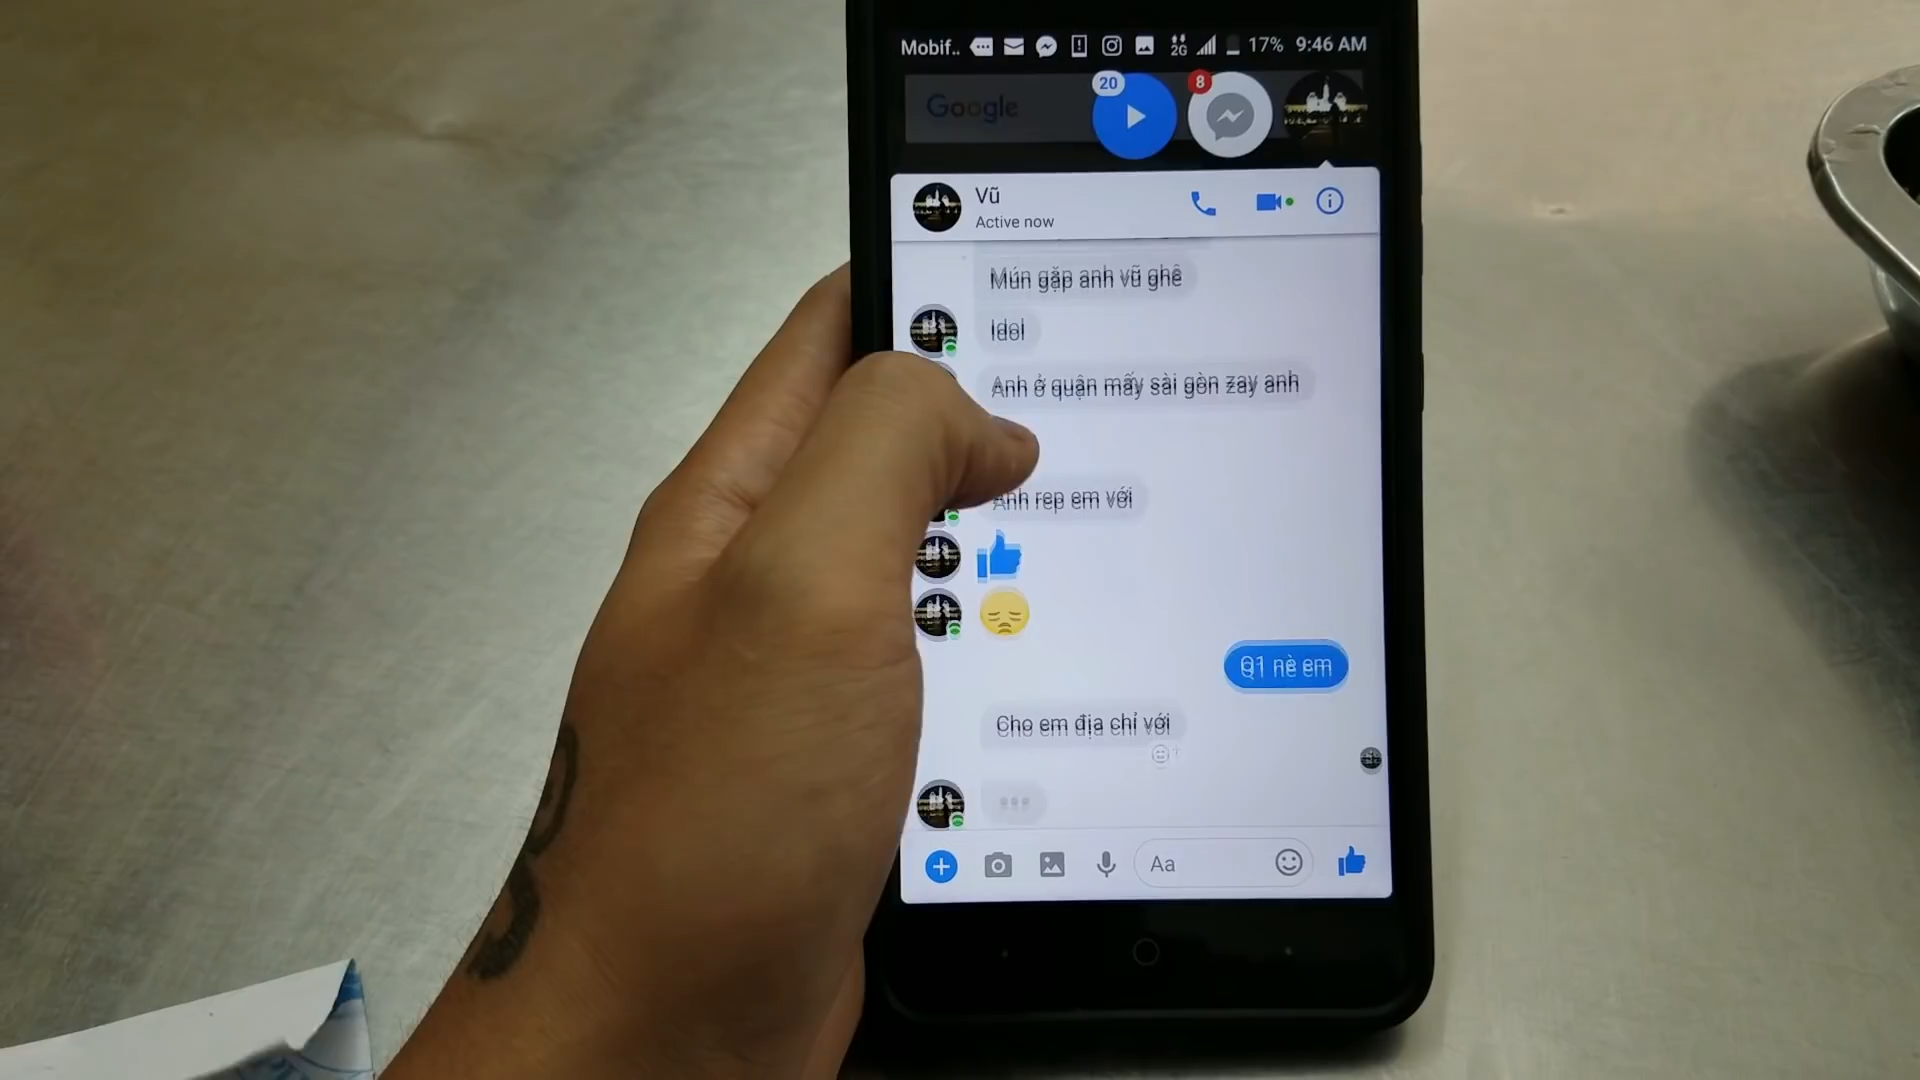 Mobif..
2G
17%
9:46 AM
Google
20
8
Vũ
Active now
Mún gặp anh vũ ghê
Idol
Anh ở quận mấy sài gòn zay anh
Anh rep em với
Q1 nè em
Cho em địa chỉ với
Aa